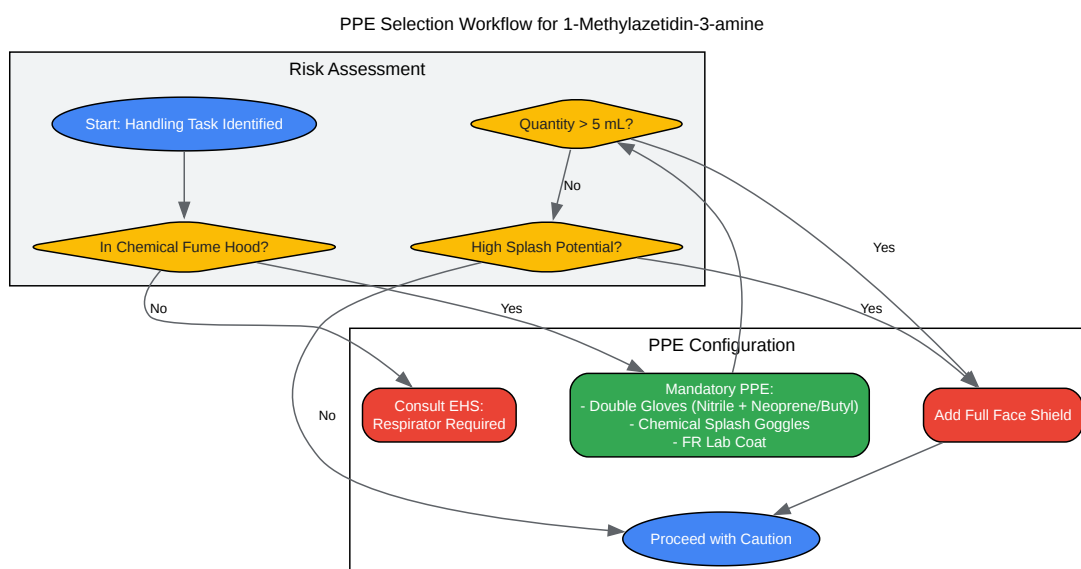 PPE Selection Workflow for 1-Methylazetidin-3-amine
Risk Assessment
Start: Handling Task Identified
Quantity > 5 mL?
No
In Chemical Fume Hood?
High Splash Potential?
Yes
No
Yes
Yes
PPE Configuration
Consult EHS:
Respirator Required
Mandatory PPE:
- Double Gloves (Nitrile + Neoprene/Butyl)
- Chemical Splash Goggles
- FR Lab Coat
Add Full Face Shield
No
Proceed with Caution